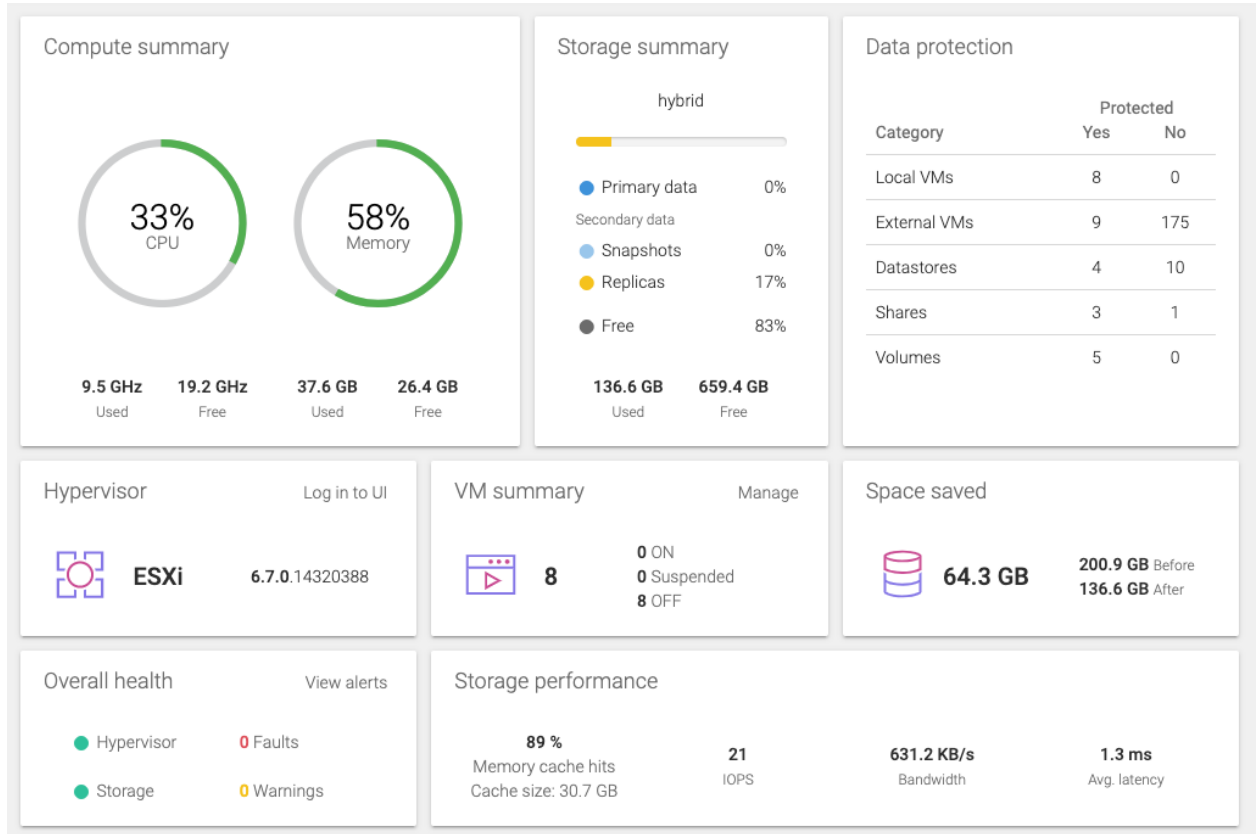 Compute summary
33%
CPU
58%
Memory
9.5 GHz 19.2 GHz 37.6 GB 26.4 GB
Used Free Used Free
Storage summary
hybrid
Primary data 0%
Secondary data
Snapshots 0%
Replicas 17%
Free 83%
136.6 GB 659.4 GB
Used Free
Data protection
Protected
Category Yes No
Local VMs 8 0
External VMs 9 175
Datastores 4 10
Shares 3 1
Volumes 5 0
Hypervisor Log in to UI
ESXi 6.7.0.14320388
VM summary Manage
8
0 ON
0 Suspended
8 OFF
Space saved
64.3 GB
200.9 GB Before
136.6 GB After
Overall health View alerts
Hypervisor 0 Faults
Storage 0 Warnings
Storage performance
89 %
Memory cache hits
Cache size: 30.7 GB
21
IOPS
631.2 KB/s
Bandwidth
1.3 ms
Avg. latency